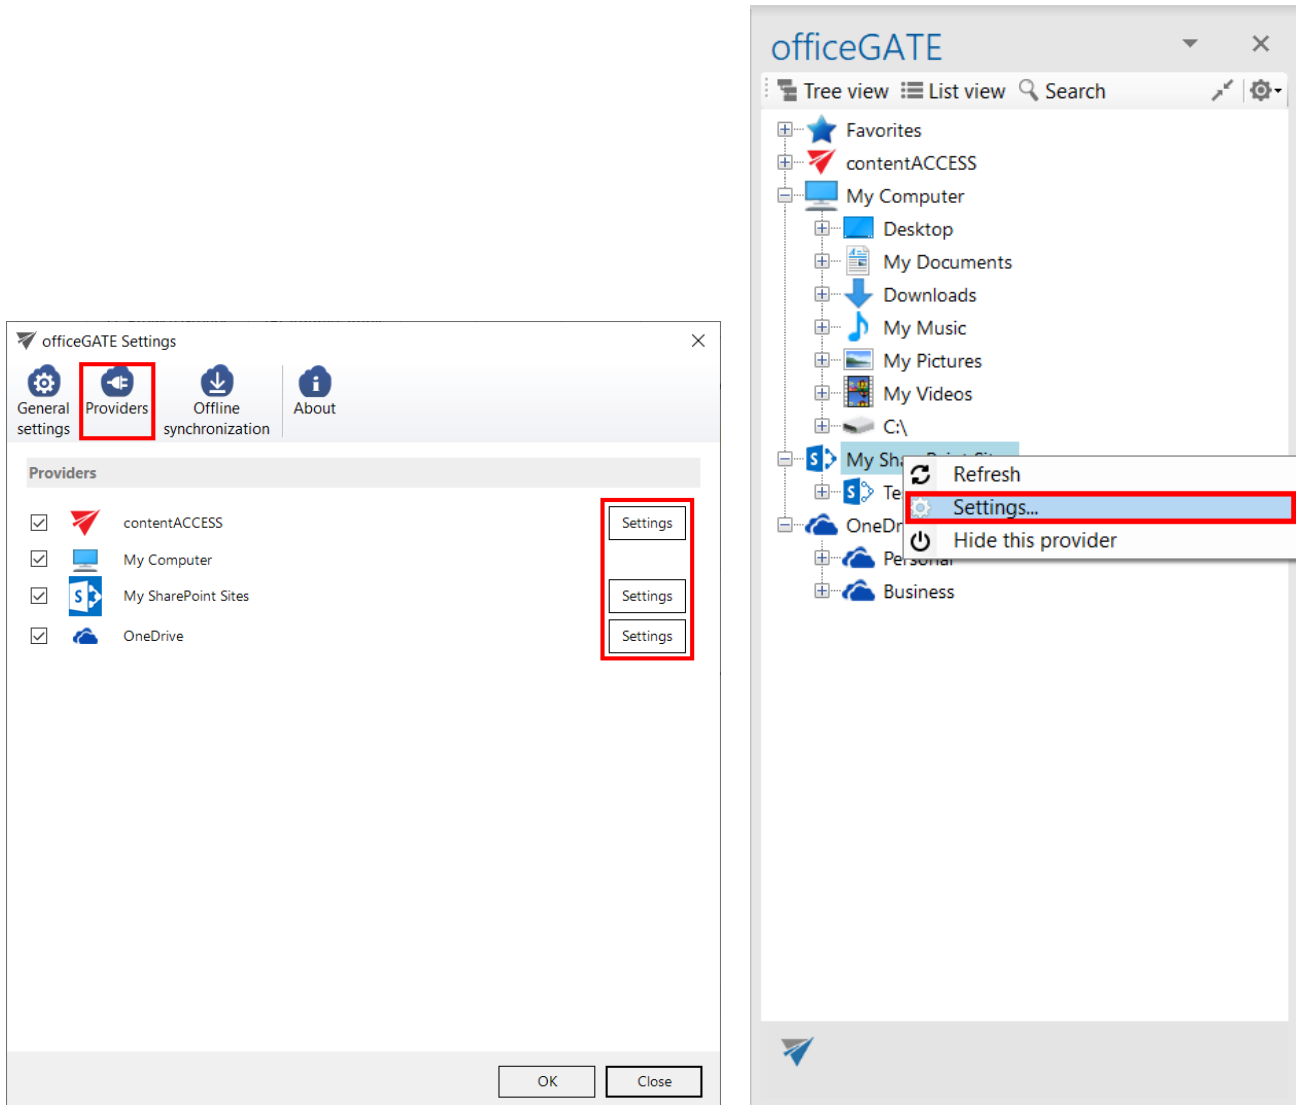 officeGATE Settings
General settings
Providers
Offline synchronization
About
Providers
contentACCESS
Settings
My Computer
My SharePoint Sites
Settings
OneDrive
Settings
OK
Close
officeGATE
Tree view
List view
Search
Favorites
contentACCESS
My Computer
Desktop
My Documents
Downloads
My Music
My Pictures
My Videos
C:\
Refresh
Settings...
Hide this provider
Business